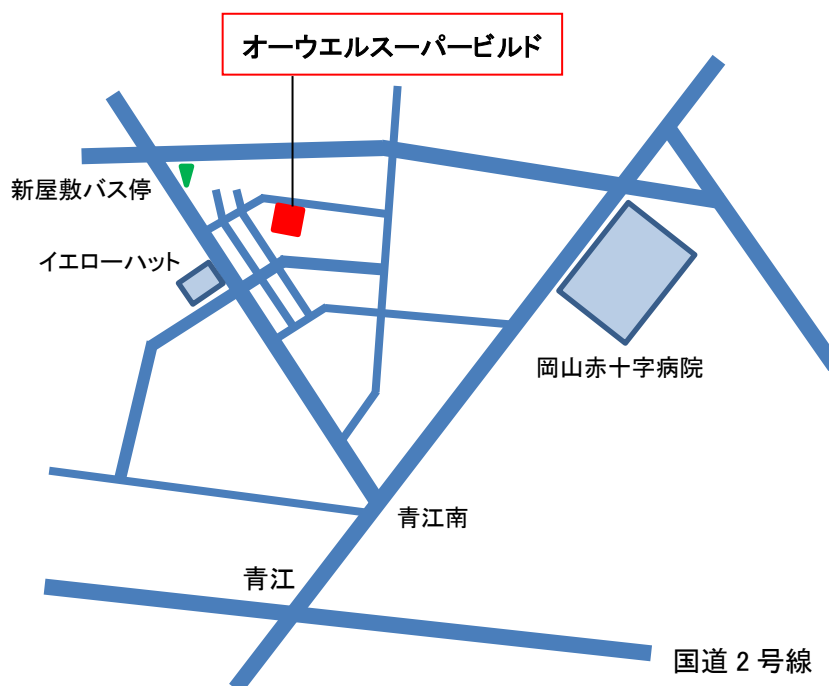 オーウエルスーパービルド
新屋敷バス停
イエローハット
岡山赤十字病院
青江南
青江
国道2号線